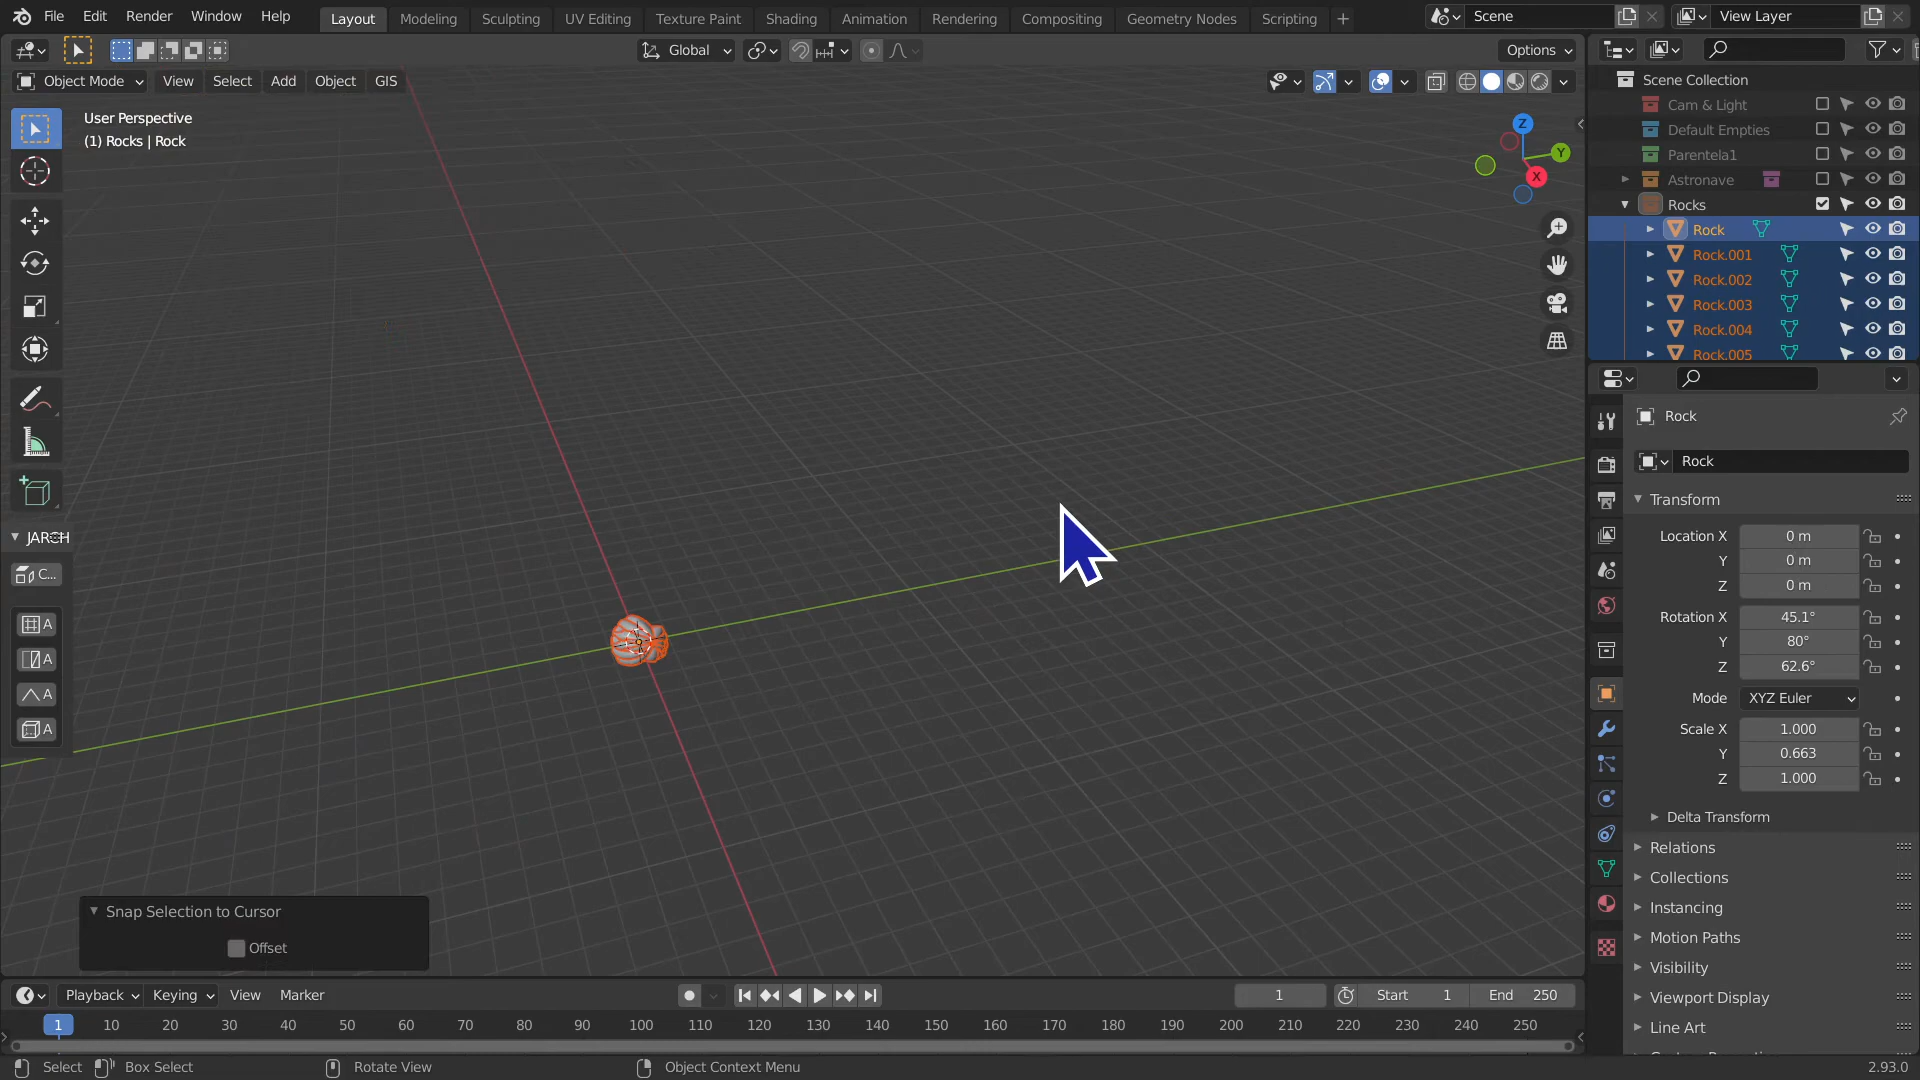 File Edit Render Window Help Layout Modeling Sculpting UV Editing Texture Paint Shading Animation Rendering Compositing Geometry Nodes Scripting + Scene View Layer
Global Options
Object Mode View Select Add Object GIS
Scene Collection
User Perspective
(1) Rocks | Rock
Z
Y
X
Cam & Light
Default Empties
Parentela1
Astronave
Rocks
Rock
Rock.001
Rock.002
Rock.003
Rock.004
Rock.005
Rock
Rock
Transform
Location X 0 m
Y 0 m
Z 0 m
Rotation X 45.1°
Y 80°
Z 62.6°
Mode XYZ Euler
Scale X 1.000
Y 0.663
Z 1.000
Delta Transform
Relations
Collections
Instancing
Motion Paths
Visibility
Viewport Display
Line Art
C...
A
A
A
A
Snap Selection to Cursor
Offset
Playback Keying View Marker 1 Start 1 End 250
1 10 20 30 40 50 60 70 80 90 100 110 120 130 140 150 160 170 180 190 200 210 220 230 240 250
Select Box Select Rotate View Object Context Menu 2.93.0